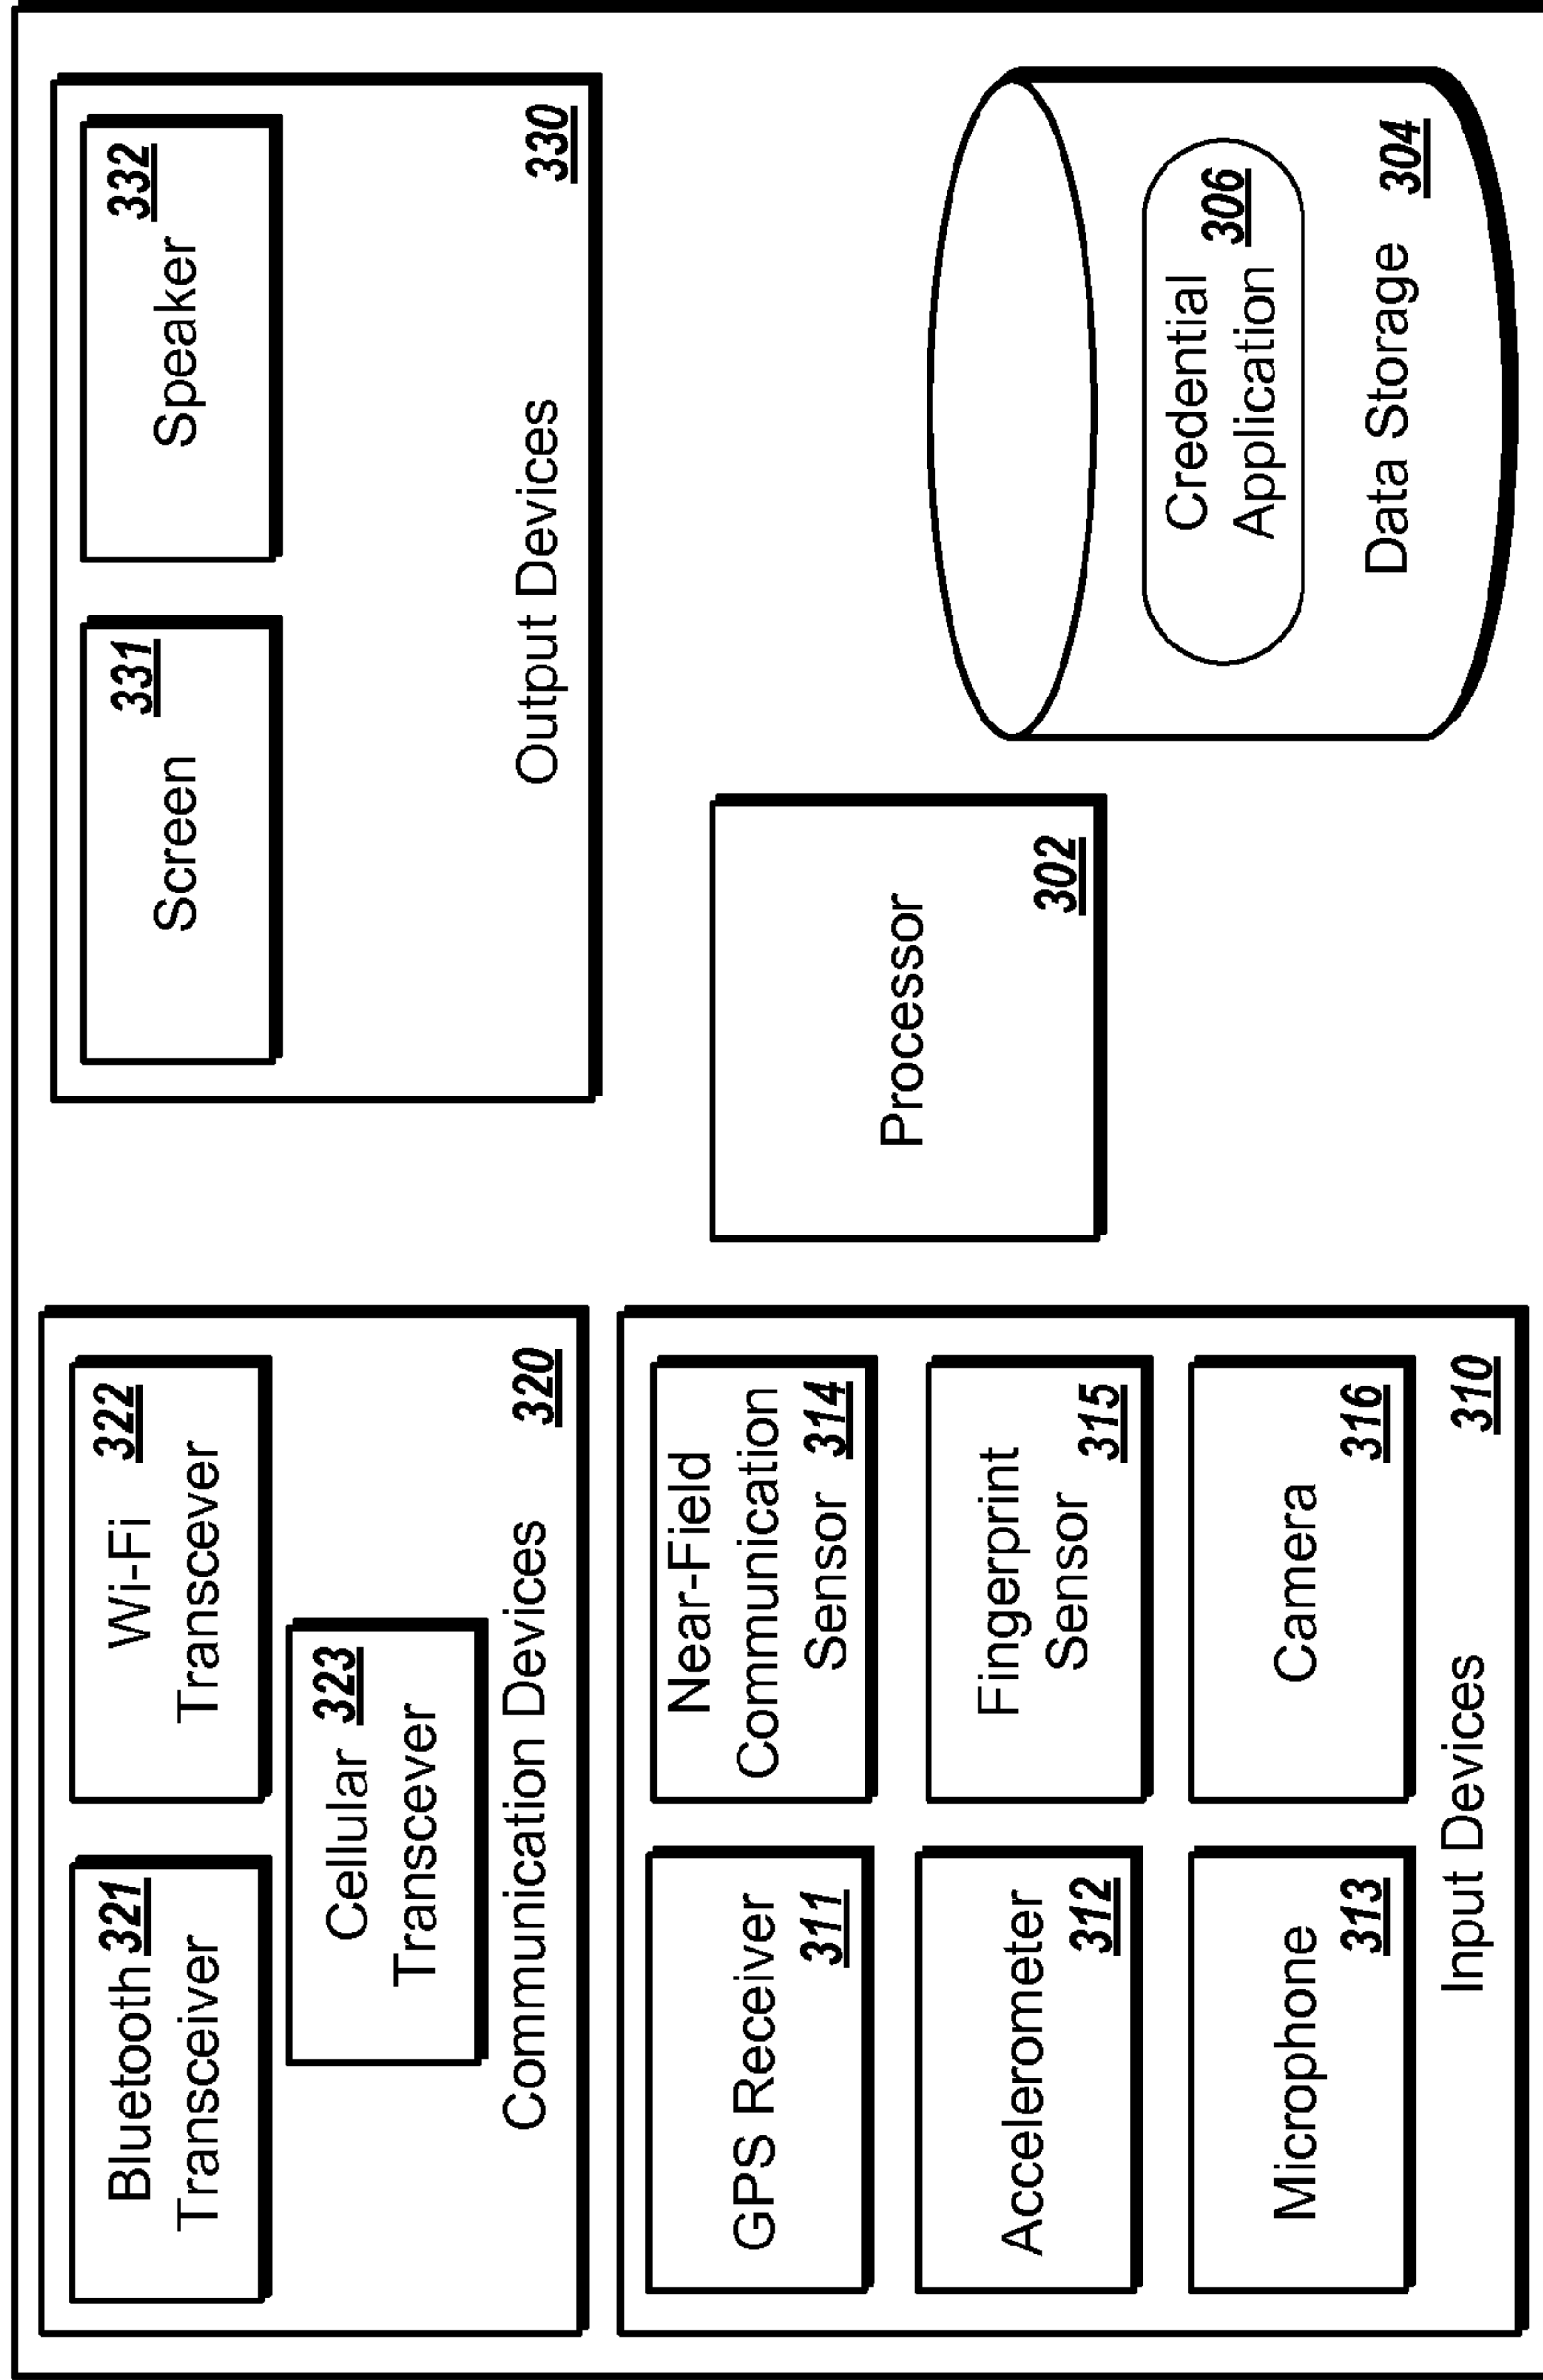 Bluetooth 321
Transceiver
Wi-Fi 322
Transcever
Cellular 323
Transcever
Communication Devices 320
Screen 331
Speaker 332
Output Devices 330
GPS Receiver
311
Near-Field
Communication
Sensor 314
Accelerometer
312
Fingerprint
Sensor 315
Microphone
313
Camera
316
Input Devices 310
Processor
302
Credential
Application 306
Data Storage 304